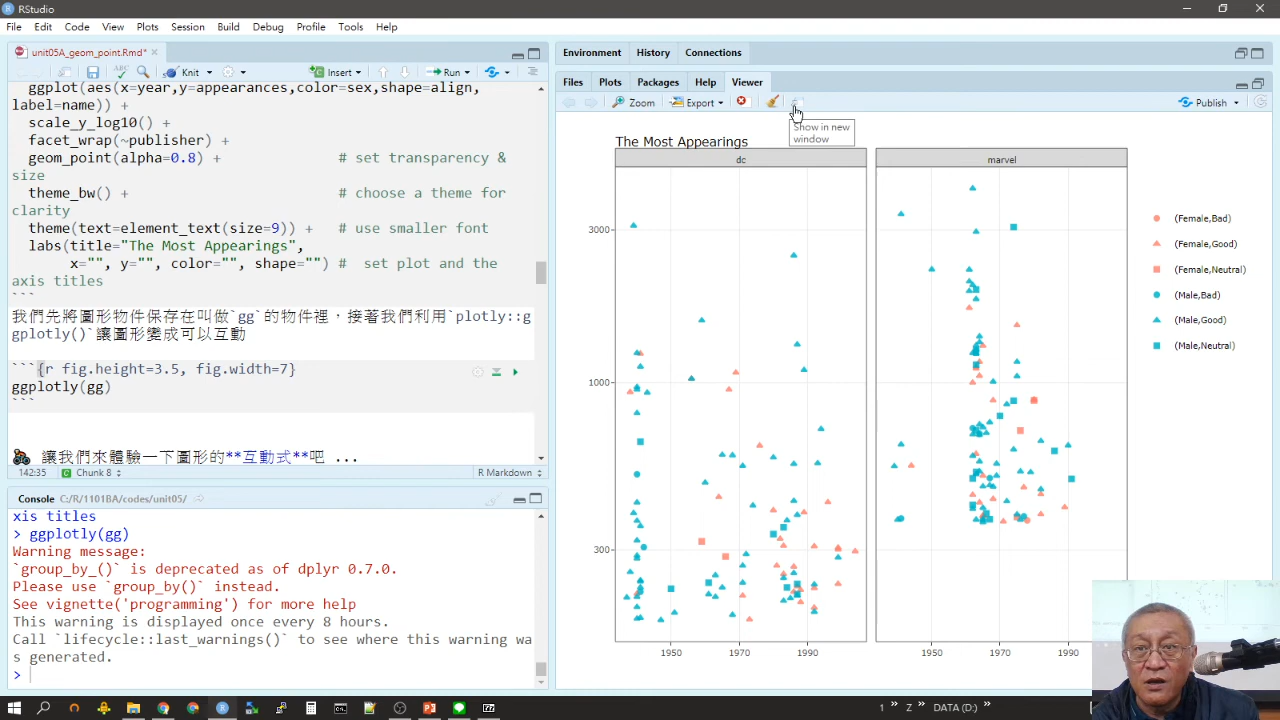 RStudio
File Edit Code View Plots Session Build Debug Profile Tools Help
unit05A_geom_point.Rmd*
Knit Insert Run
ggplot(aes(x=year,y=appearances,color=sex,shape=align,
label=name)) +
scale_y_log10() +
facet_wrap(~publisher) +
geom_point(alpha=0.8) + # set transparency &
size
theme_bw() + # choose a theme for
clarity
theme(text=element_text(size=9)) + # use smaller font
labs(title="The Most Appearings",
x="", y="", color="", shape="") # set plot and the
axis titles
```
我們先將圖形物件保存在叫做`gg`的物件裡，接著我們利用`plotly::g
gplotly()`讓圖形變成可以互動
```{r fig.height=3.5, fig.width=7}
ggplotly(gg)
```
讓我們來體驗一下圖形的**互動式**吧 ...
142:35 Chunk 8 R Markdown
Console C:/R/1101BA/codes/unit05/
xis titles
> ggplotly(gg)
Warning message:
`group_by_()` is deprecated as of dplyr 0.7.0.
Please use `group_by()` instead.
See vignette('programming') for more help
This warning is displayed once every 8 hours.
Call `lifecycle::last_warnings()` to see where this warning wa
s generated.
>
Environment History Connections
Files Plots Packages Help Viewer
Zoom Export Publish
Show in new
window
The Most Appearings
dc marvel
3000
1000
300
1950 1970 1990 1950 1970 1990
(Female,Bad)
(Female,Good)
(Female,Neutral)
(Male,Bad)
(Male,Good)
(Male,Neutral)
1 Z DATA (D:)